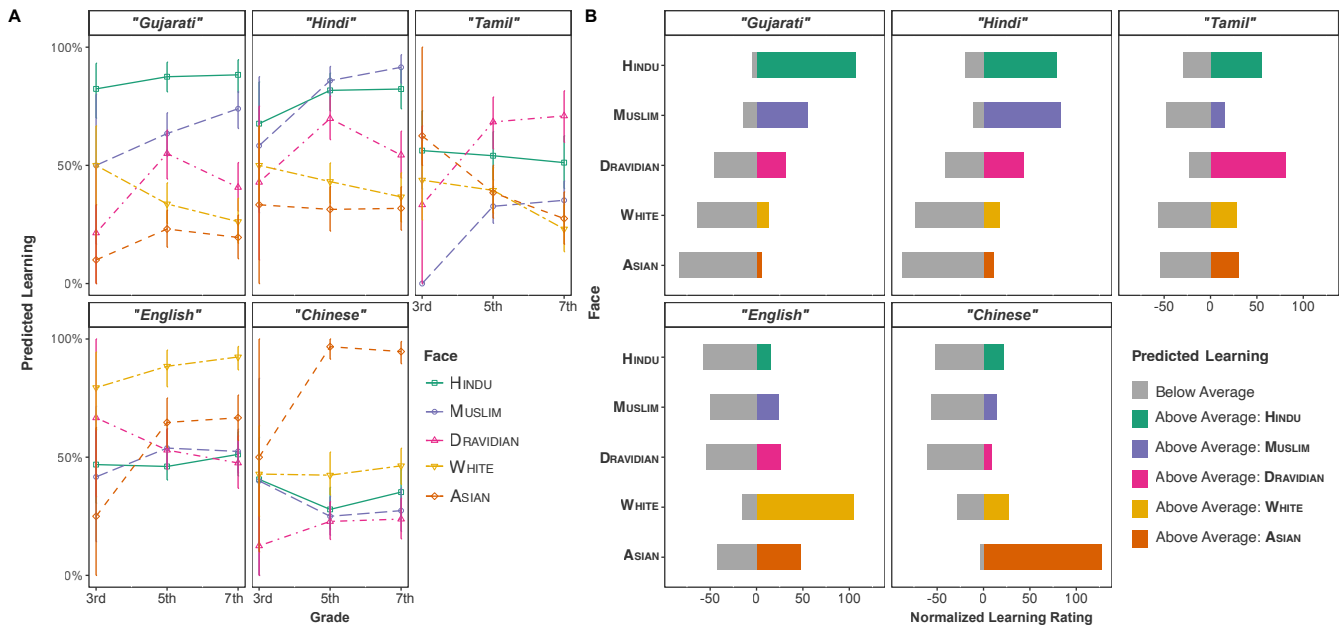 A
"Gujarati"
"Hindi"
"Tamil"
100%
50%
0%
3rd
5th
7th
"English"
"Chinese"
100%
50%
0%
3rd
5th
7th
3rd
5th
7th
Predicted Learning
Grade
Face
HINDU
MUSLIM
DRAVIDIAN
WHITE
ASIAN
B
"Gujarati"
"Hindi"
"Tamil"
HINDU
MUSLIM
DRAVIDIAN
WHITE
ASIAN
-50
0
50
100
"English"
"Chinese"
HINDU
MUSLIM
DRAVIDIAN
WHITE
ASIAN
-50
0
50
100
-50
0
50
100
Face
Normalized Learning Rating
Predicted Learning
Below Average
Above Average: HINDU
Above Average: MUSLIM
Above Average: DRAVIDIAN
Above Average: WHITE
Above Average: ASIAN